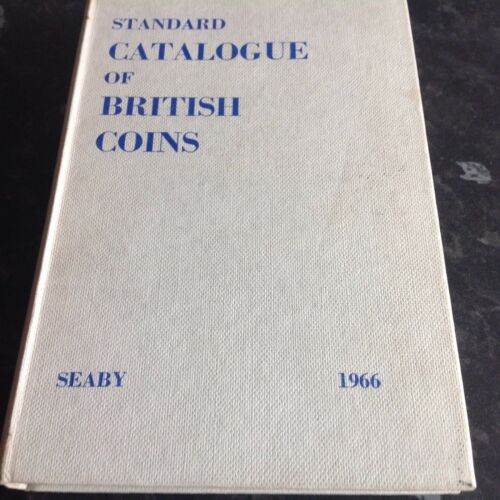 STANDARD
CATALOGUE
OF
BRITISH
COINS
SEABY 1966